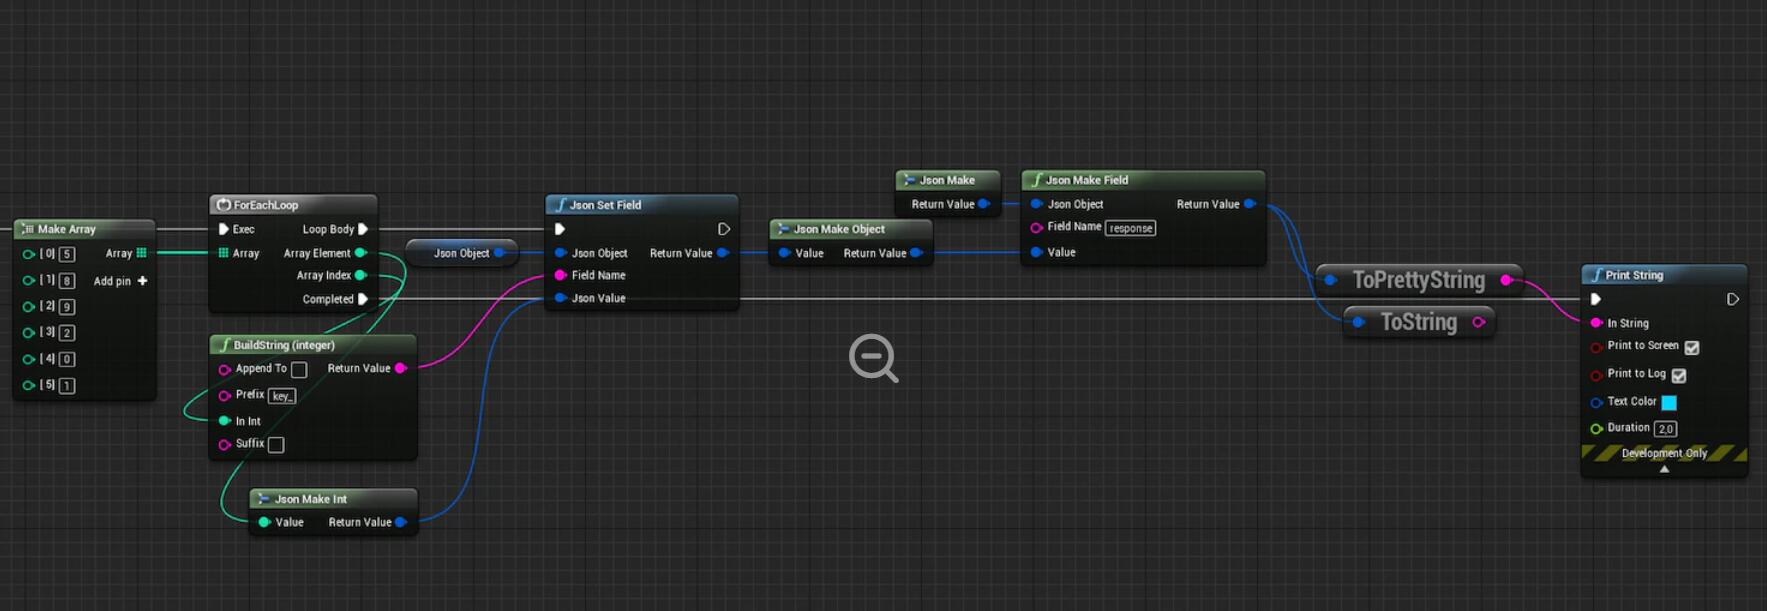 Make Array
[0] 5 Array
[1] 8 Add pin
[2] 9
[3] 2
[4] 0
[5] 1
ForEachLoop
Exec Loop Body
Array Array Element
Array Index
Completed
BuildString (integer)
Append To Return Value
Prefix key_
In Int
Suffix
Json Make Int
Value Return Value
Json Object
Json Set Field
Json Object Return Value
Field Name
Json Value
Json Make Object
Value Return Value
Json Make
Return Value
Json Make Field
Json Object Return Value
Field Name response
Value
ToPrettyString
ToString
Print String
In String
Print to Screen
Print to Log
Text Color
Duration 2,0
Development Only